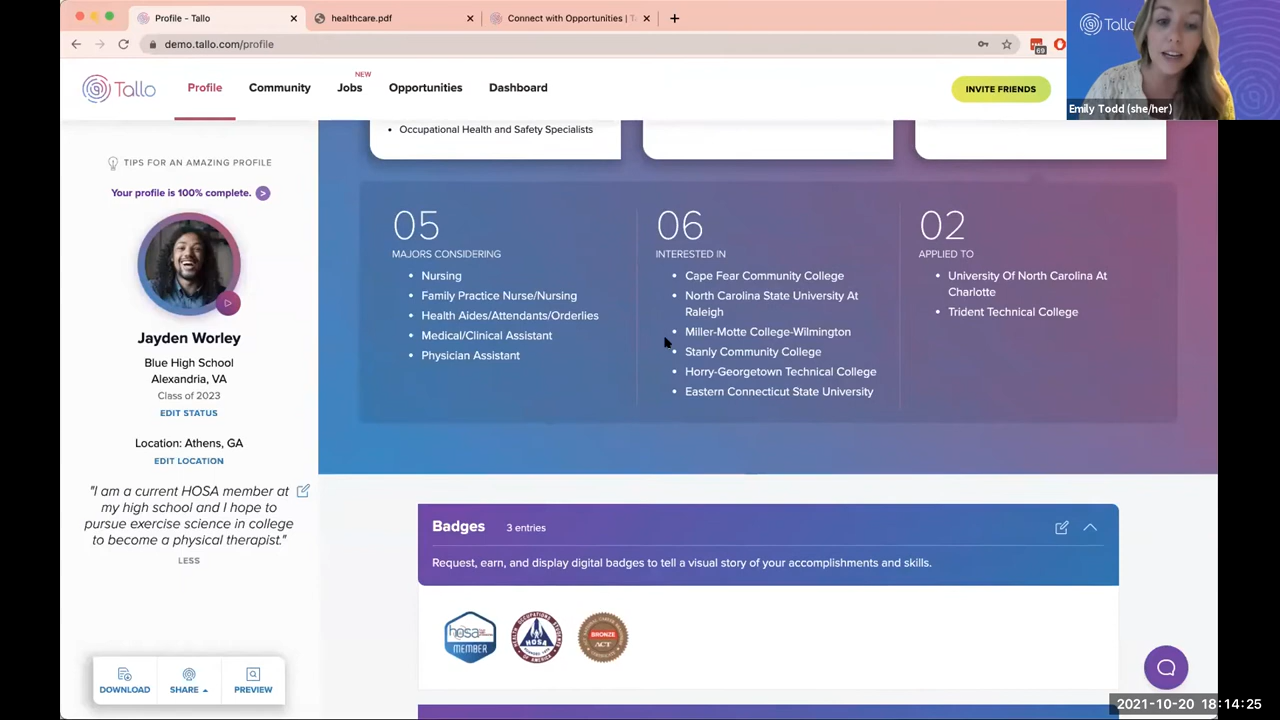 Profile - Tallo
healthcare.pdf
Connect with Opportunities | T
demo.tallo.com/profile
69
Tallo
Emily Todd (she/her)
Tallo
Profile
Community
NEW
Jobs
Opportunities
Dashboard
INVITE FRIENDS
TIPS FOR AN AMAZING PROFILE
Your profile is 100% complete.
Jayden Worley
Blue High School
Alexandria, VA
Class of 2023
EDIT STATUS
Location: Athens, GA
EDIT LOCATION
"I am a current HOSA member at
my high school and I hope to
pursue exercise science in college
to become a physical therapist."
LESS
DOWNLOAD
SHARE
PREVIEW
• Occupational Health and Safety Specialists
05
MAJORS CONSIDERING
• Nursing
• Family Practice Nurse/Nursing
• Health Aides/Attendants/Orderlies
• Medical/Clinical Assistant
• Physician Assistant
06
INTERESTED IN
• Cape Fear Community College
• North Carolina State University At
Raleigh
• Miller-Motte College-Wilmington
• Stanly Community College
• Horry-Georgetown Technical College
• Eastern Connecticut State University
02
APPLIED TO
• University Of North Carolina At
Charlotte
• Trident Technical College
Badges
3 entries
Request, earn, and display digital badges to tell a visual story of your accomplishments and skills.
hosa
MEMBER
HOSA
BRONZE
ACT
2021-10-20 18:14:25